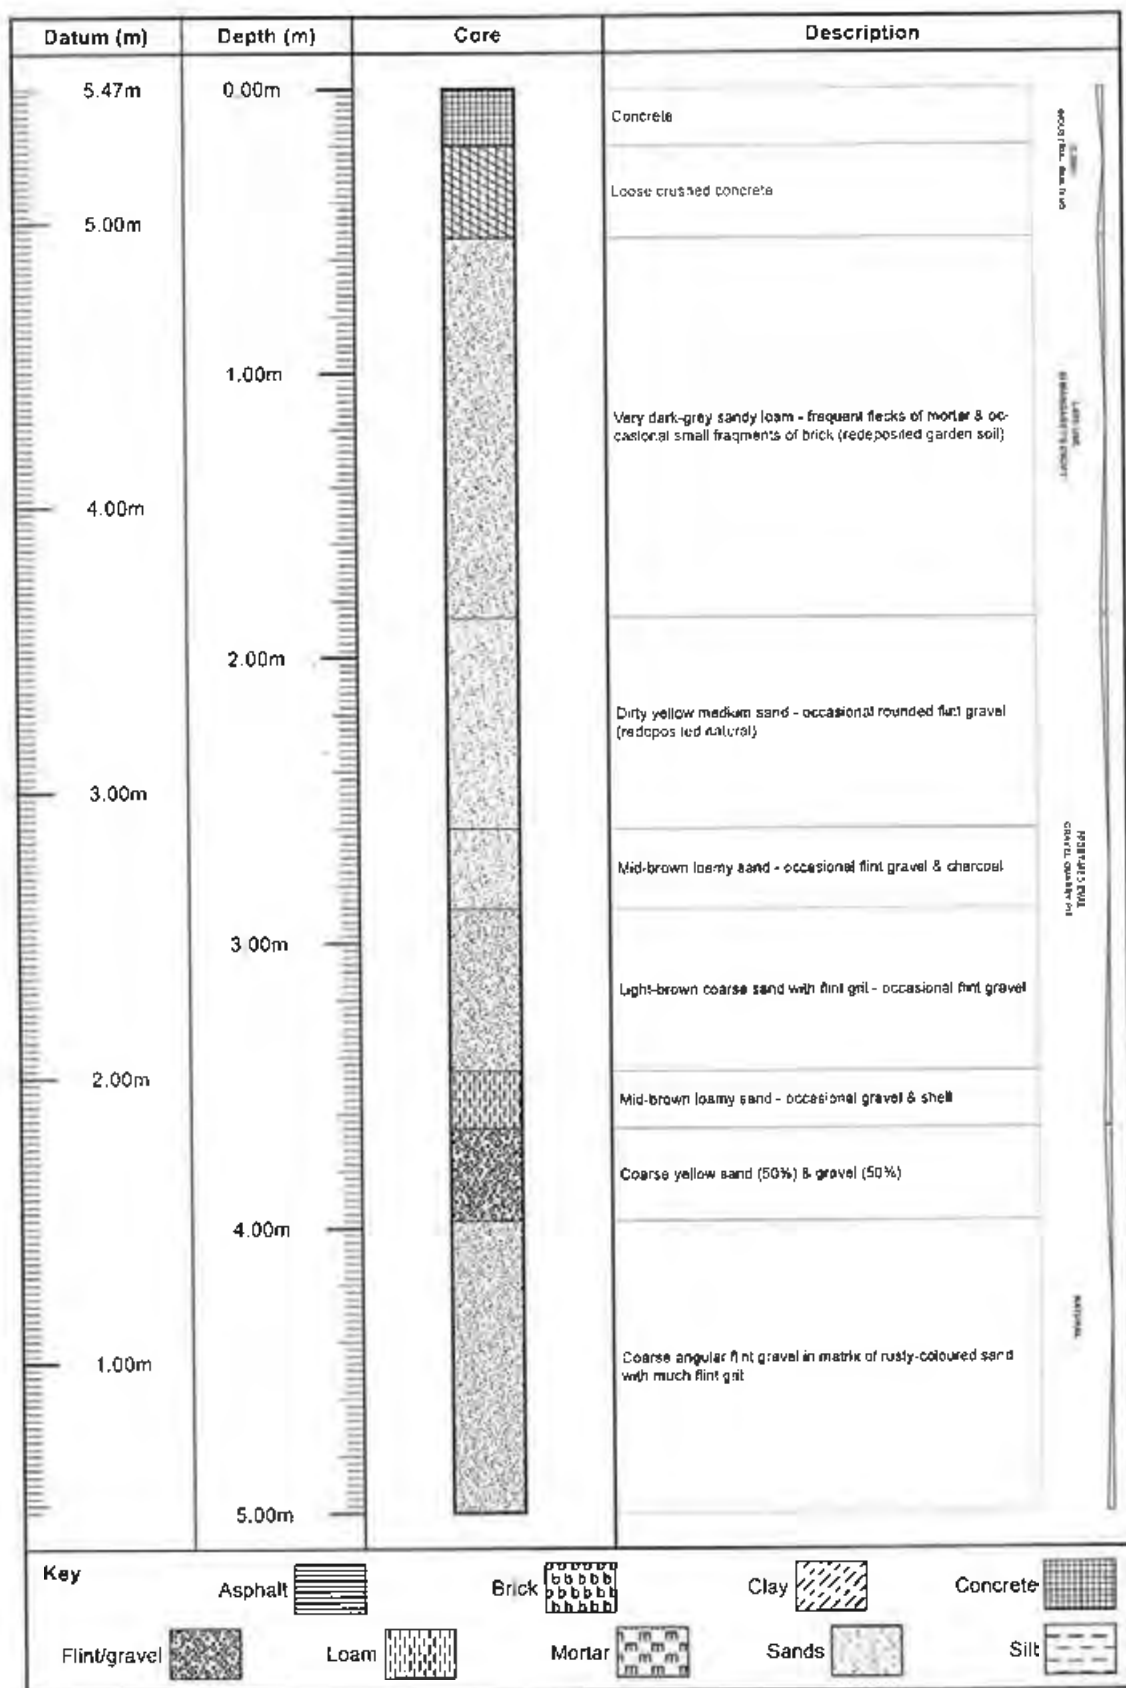 Datum (m) Depth (m) Core Description
5.47m 0.00m
Concrete
Loose crushed concrete
5.00m
1.00m
Very dark-grey sandy loam - frequent flecks of mortar & oc-
casional small fragments of brick (redeposited garden soil)
4.00m
2.00m
Dirty yellow medium sand - occasional rounded flint gravel
(redeposited natural)
3.00m
GRAVEL QUARRY PIT
Mid-brown loamy sand - occasional flint gravel & charcoal
3.00m
Light-brown coarse sand with flint grit - occasional flint gravel
2.00m
Mid-brown loamy sand - occasional gravel & shell
Coarse yellow sand (50%) & gravel (50%)
4.00m
NATURAL
1.00m
Coarse angular flint gravel in matrix of rusty-coloured sand
with much flint grit
5.00m
Key
Asphalt Brick Clay Concrete
Flint/gravel Loam Mortar Sands Silt